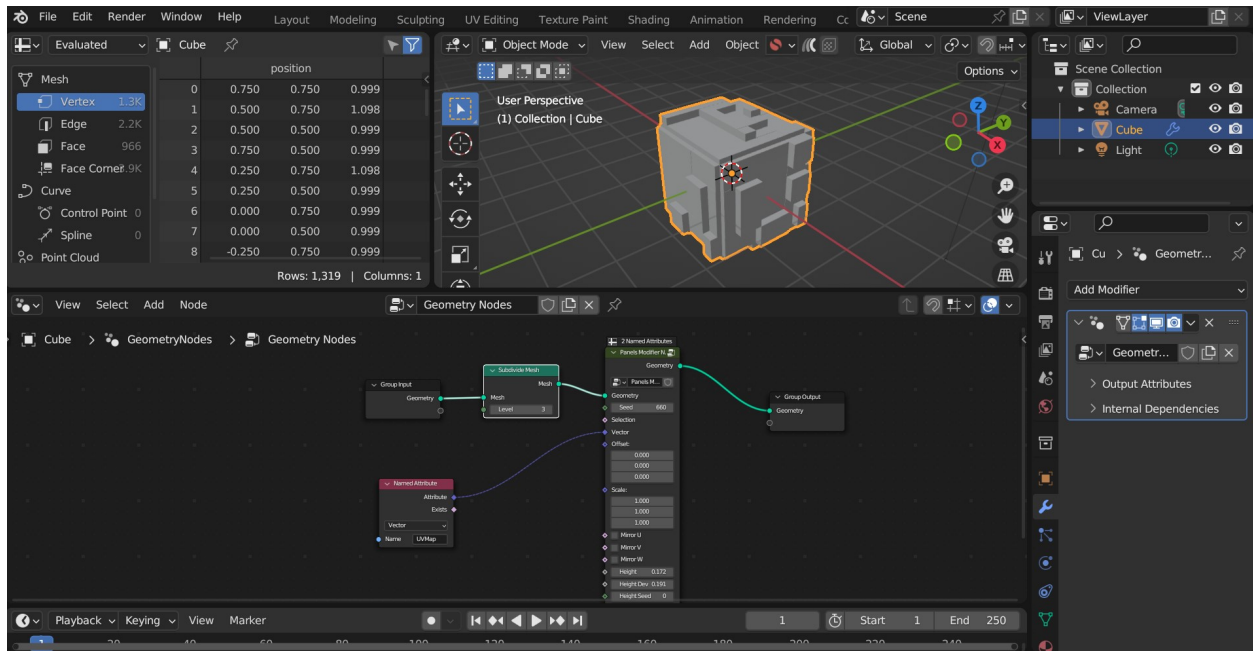 File Edit Render Window Help Layout Modeling Sculpting UV Editing Texture Paint Shading Animation Rendering Cc Scene ViewLayer
Evaluated Cube
position
Mesh
Vertex 1.3K
Edge 2.2K
Face 966
Face Corner 3.9K
Curve
Control Point 0
Spline 0
Point Cloud
0 0.750 0.750 0.999
1 0.500 0.750 1.098
2 0.500 0.500 0.999
3 0.750 0.500 0.999
4 0.250 0.750 1.098
5 0.250 0.500 0.999
6 0.000 0.750 0.999
7 0.000 0.500 0.999
8 -0.250 0.750 0.999
Rows: 1,319 | Columns: 1
Object Mode View Select Add Object Global
Options
User Perspective
(1) Collection | Cube
Z
Y
X
Scene Collection
Collection
Camera
Cube
Light
Cu > Geometr...
Add Modifier
Geometr...
Output Attributes
Internal Dependencies
View Select Add Node Geometry Nodes
Cube > GeometryNodes > Geometry Nodes
Group Input
Geometry
Subdivide Mesh
Mesh
Mesh
Level 3
Named Attribute
Attribute
Exists
Vector
Name UVMap
2 Named Attributes
Panels Modifier N.
Geometry
Panels M...
Geometry
Seed 660
Selection
Vector
Offset:
0.000
0.000
0.000
Scale:
1.000
1.000
1.000
Mirror U
Mirror V
Mirror W
Height 0.172
Height Dev 0.191
Height Seed 0
Group Output
Geometry
Playback Keying View Marker 1 Start 1 End 250
1